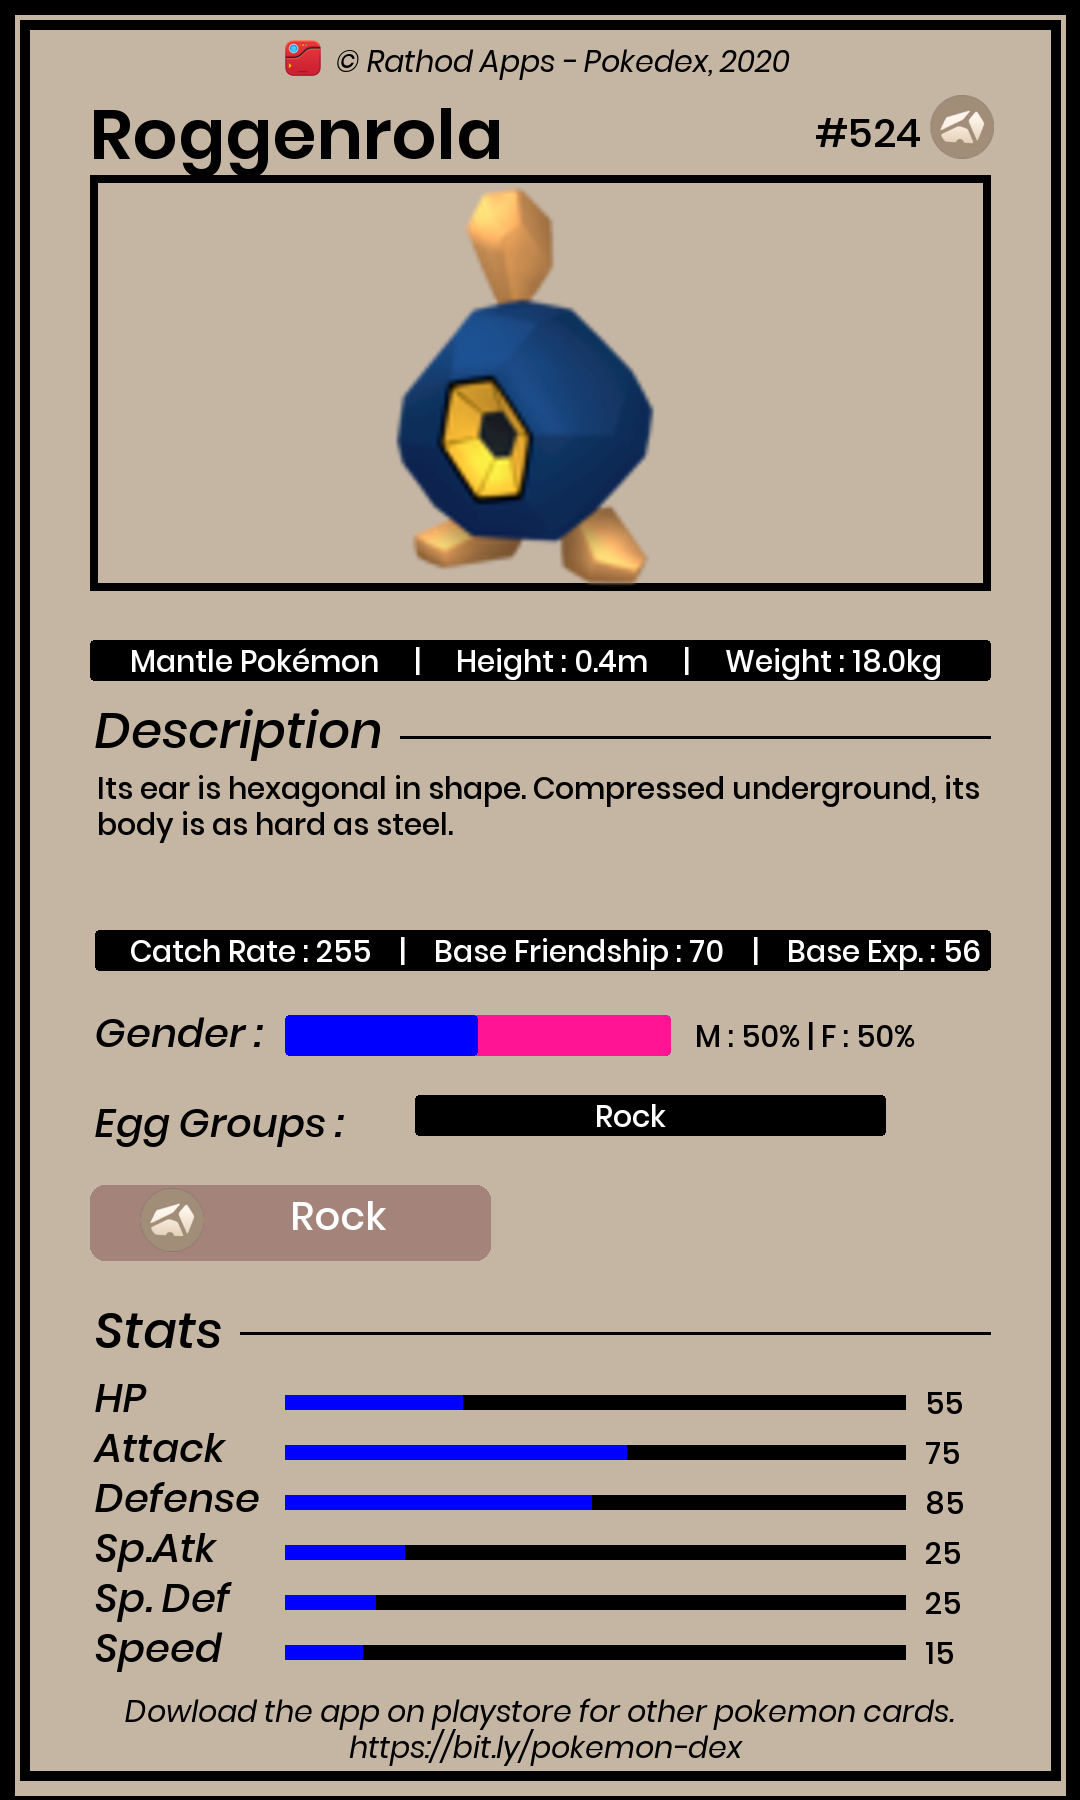 © Rathod Apps - Pokedex, 2020
Roggenrola #524
Mantle Pokémon | Height : 0.4m | Weight : 18.0kg
Description
Its ear is hexagonal in shape. Compressed underground, its
body is as hard as steel.
Catch Rate : 255 | Base Friendship : 70 | Base Exp. : 56
Gender : M : 50% | F : 50%
Egg Groups : Rock
Rock
Stats
HP 55
Attack 75
Defense 85
Sp.Atk 25
Sp. Def 25
Speed 15
Dowload the app on playstore for other pokemon cards.
https://bit.ly/pokemon-dex